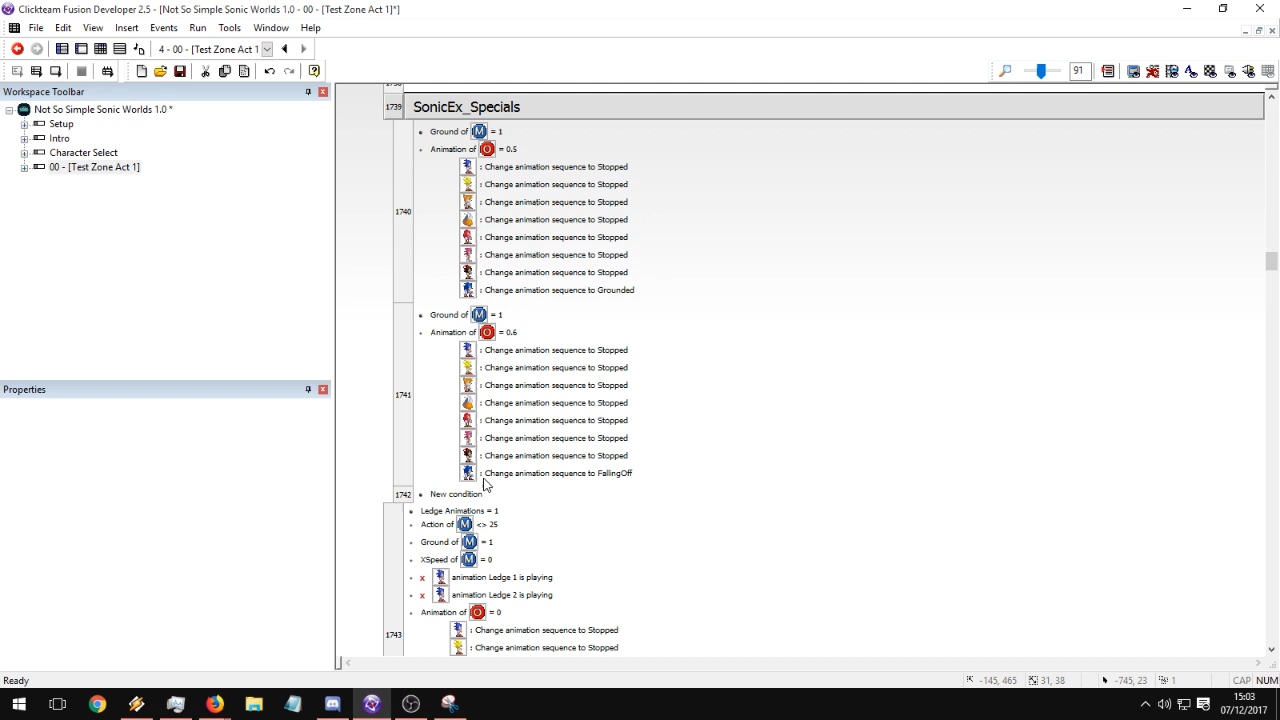 Clickteam Fusion Developer 2.5 - [Not So Simple Sonic Worlds 1.0 - 00 - [Test Zone Act 1]*]
File Edit View Insert Events Run Tools Window Help
4 - 00 - [Test Zone Act 1
91
Workspace Toolbar
Not So Simple Sonic Worlds 1.0 *
Setup
Intro
Character Select
00 - [Test Zone Act 1]
Properties
1739 SonicEx_Specials
Ground of = 1
Animation of = 0.5
: Change animation sequence to Stopped
: Change animation sequence to Stopped
: Change animation sequence to Stopped
1740
: Change animation sequence to Stopped
: Change animation sequence to Stopped
: Change animation sequence to Stopped
: Change animation sequence to Stopped
: Change animation sequence to Grounded
Ground of = 1
Animation of = 0.6
: Change animation sequence to Stopped
: Change animation sequence to Stopped
: Change animation sequence to Stopped
1741
: Change animation sequence to Stopped
: Change animation sequence to Stopped
: Change animation sequence to Stopped
: Change animation sequence to Stopped
: Change animation sequence to FallingOff
1742 New condition
Ledge Animations = 1
Action of M <> 25
Ground of M = 1
XSpeed of M = 0
x animation Ledge 1 is playing
x animation Ledge 2 is playing
Animation of = 0
1743
: Change animation sequence to Stopped
: Change animation sequence to Stopped
Ready
-145, 465
31, 38
-745, 23
1
CAP NUM
15:03
07/12/2017